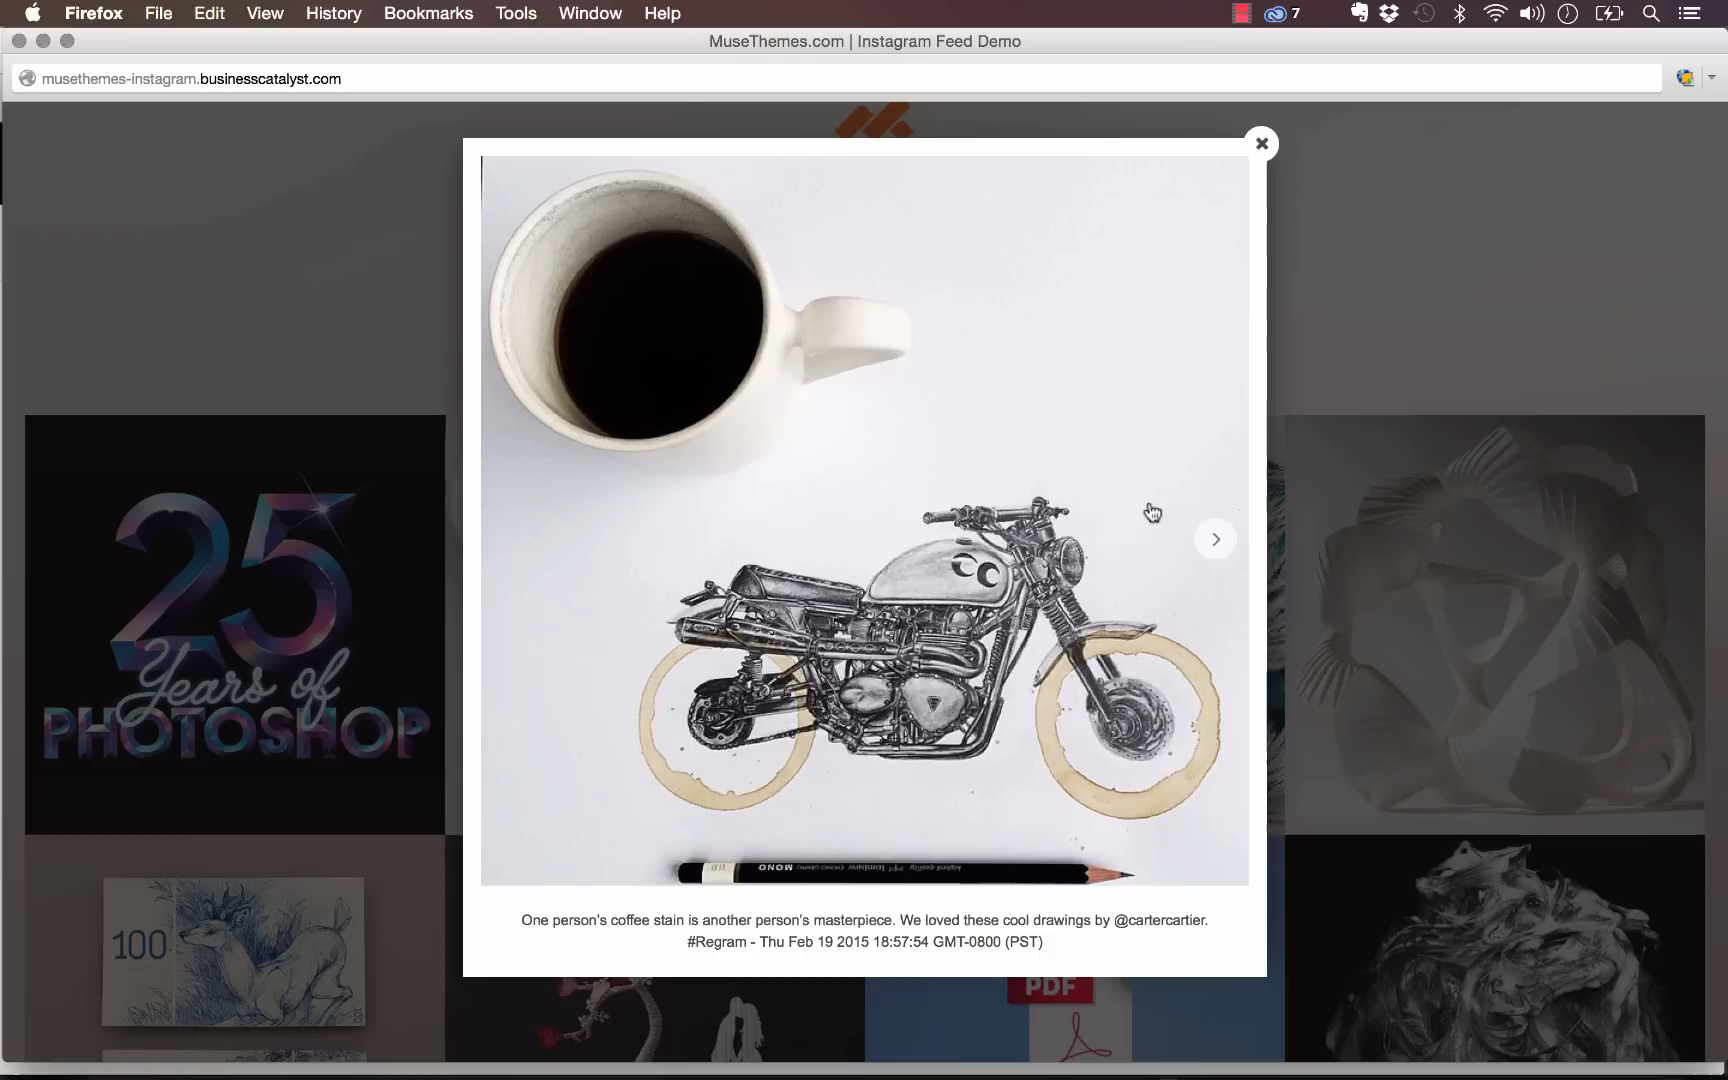 Firefox File Edit View History Bookmarks Tools Window Help 7
MuseThemes.com | Instagram Feed Demo
musethemes-instagram.businesscatalyst.com
25
Years of
PHOTOSHOP
MONO
One person's coffee stain is another person's masterpiece. We loved these cool drawings by @cartercartier.
#Regram - Thu Feb 19 2015 18:57:54 GMT-0800 (PST)
100
100
PDF